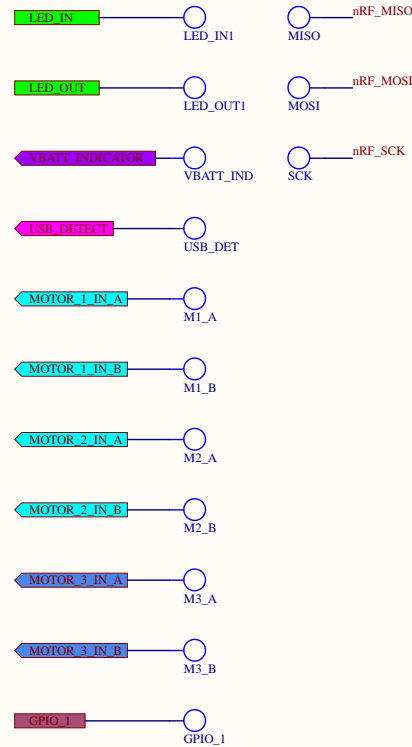 LED_IN
LED_IN1
MISO
nRF_MISO
LED_OUT
LED_OUT1
MOSI
nRF_MOSI
VBATT_INDICATOR
VBATT_IND
SCK
nRF_SCK
USB_DETECT
USB_DET
MOTOR_1_IN_A
M1_A
MOTOR_1_IN_B
M1_B
MOTOR_2_IN_A
M2_A
MOTOR_2_IN_B
M2_B
MOTOR_3_IN_A
M3_A
MOTOR_3_IN_B
M3_B
GPIO_1
GPIO_1